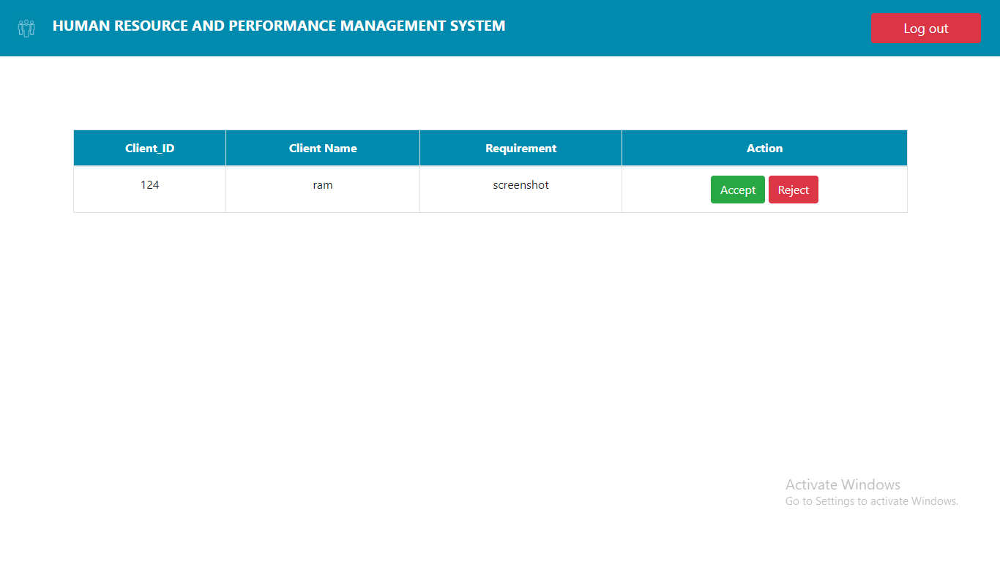 HUMAN RESOURCE AND PERFORMANCE MANAGEMENT SYSTEM Log out
Client_ID Client Name Requirement Action
124 ram screenshot Accept Reject
Activate Windows
Go to Settings to activate Windows.